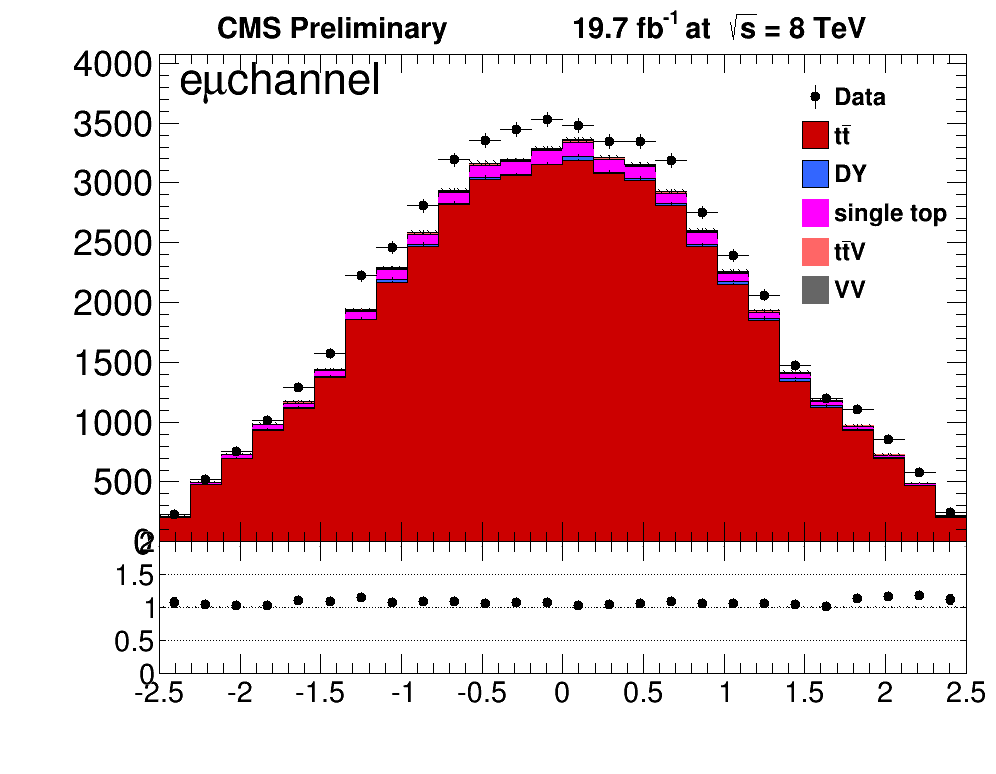 CMS Preliminary 19.7 fb⁻¹ at √s = 8 TeV
eμchannel
4000
3500
3000
2500
2000
1500
1000
500
0
Data
tt̄
DY
single top
tt̄V
VV
2
1.5
1
0.5
0
-2.5 -2 -1.5 -1 -0.5 0 0.5 1 1.5 2 2.5